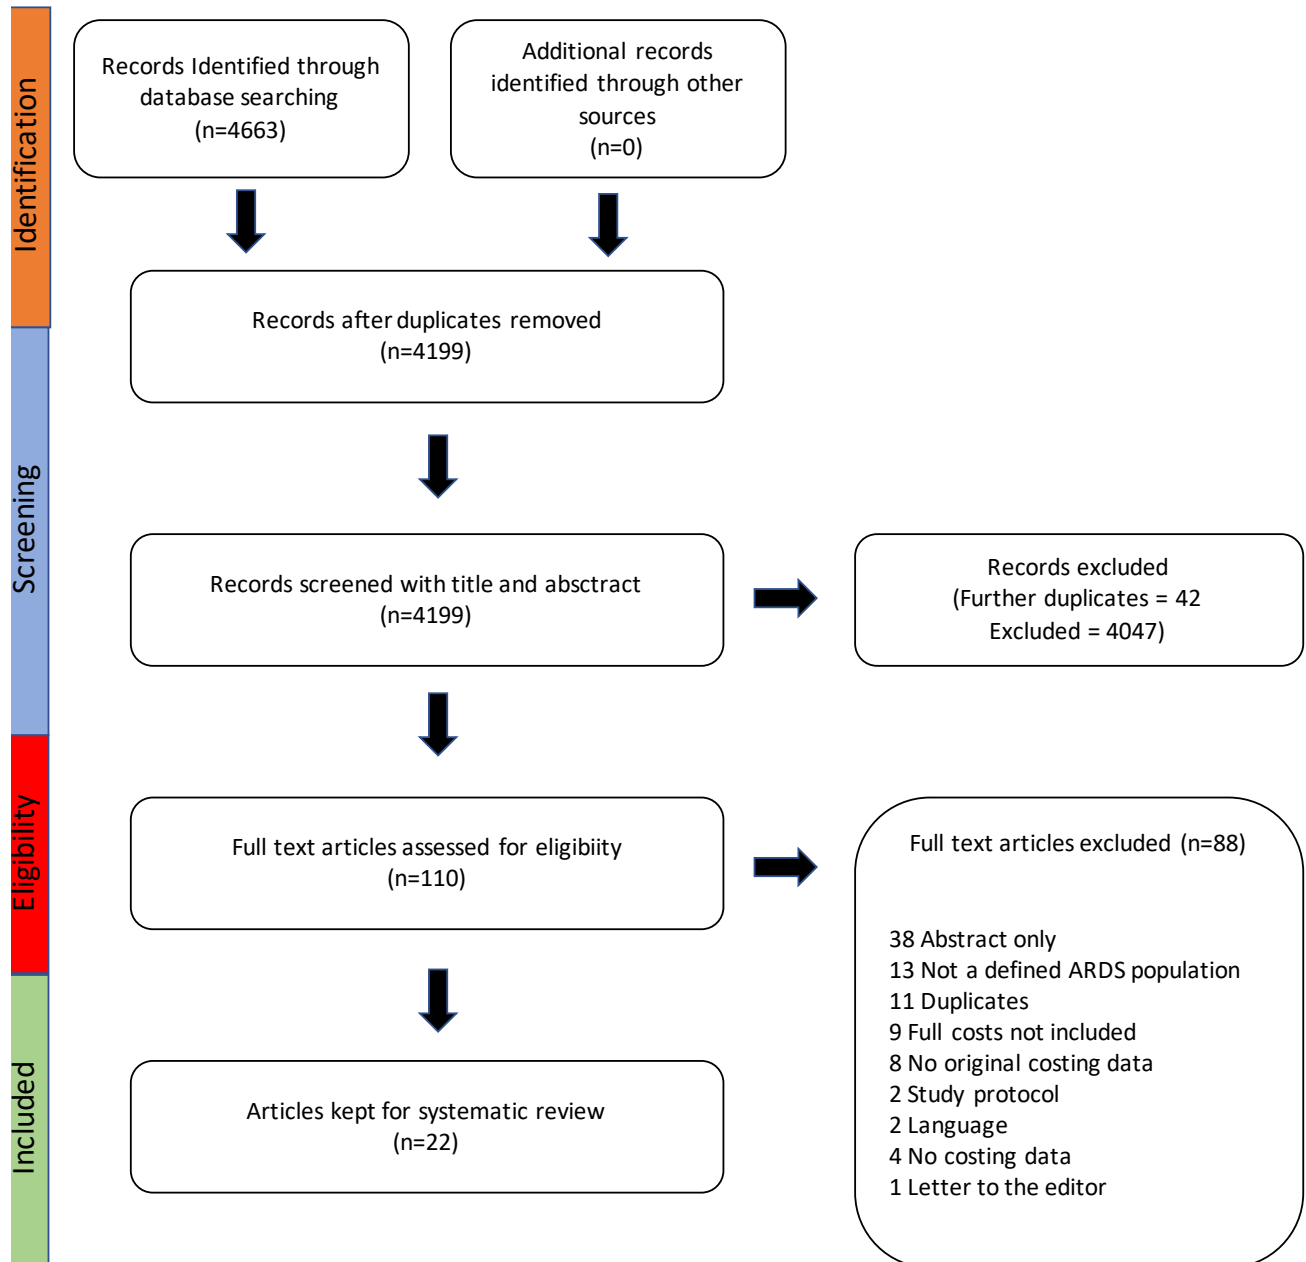 Identification
Records Identified through
database searching
(n=4663)
Additional records
identified through other
sources
(n=0)
Records after duplicates removed
(n=4199)
Screening
Records screened with title and absctract
(n=4199)
Records excluded
(Further duplicates = 42
Excluded = 4047)
Eligibility
Full text articles assessed for eligibiity
(n=110)
Full text articles excluded (n=88)
38 Abstract only
13 Not a defined ARDS population
11 Duplicates
9 Full costs not included
8 No original costing data
2 Study protocol
2 Language
4 No costing data
1 Letter to the editor
Included
Articles kept for systematic review
(n=22)